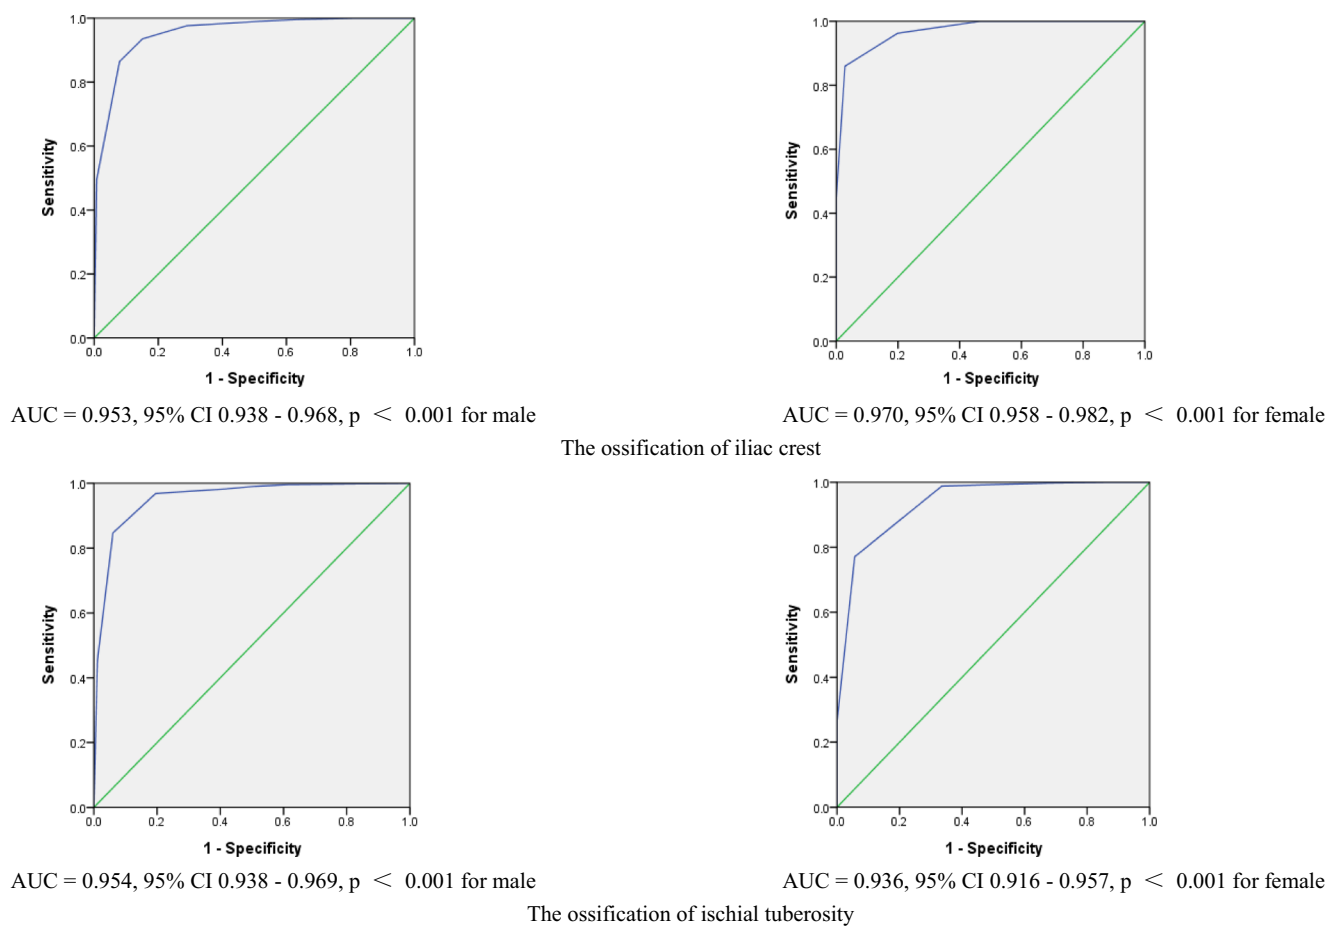 1.0
0.8
0.6
0.4
0.2
0.0
Sensitivity
0.0 0.2 0.4 0.6 0.8 1.0
1 - Specificity
AUC = 0.953, 95% CI 0.938 - 0.968, p < 0.001 for male
1.0
0.8
0.6
0.4
0.2
0.0
Sensitivity
0.0 0.2 0.4 0.6 0.8 1.0
1 - Specificity
AUC = 0.970, 95% CI 0.958 - 0.982, p < 0.001 for female
The ossification of iliac crest
1.0
0.8
0.6
0.4
0.2
0.0
Sensitivity
0.0 0.2 0.4 0.6 0.8 1.0
1 - Specificity
AUC = 0.954, 95% CI 0.938 - 0.969, p < 0.001 for male
1.0
0.8
0.6
0.4
0.2
0.0
Sensitivity
0.0 0.2 0.4 0.6 0.8 1.0
1 - Specificity
AUC = 0.936, 95% CI 0.916 - 0.957, p < 0.001 for female
The ossification of ischial tuberosity